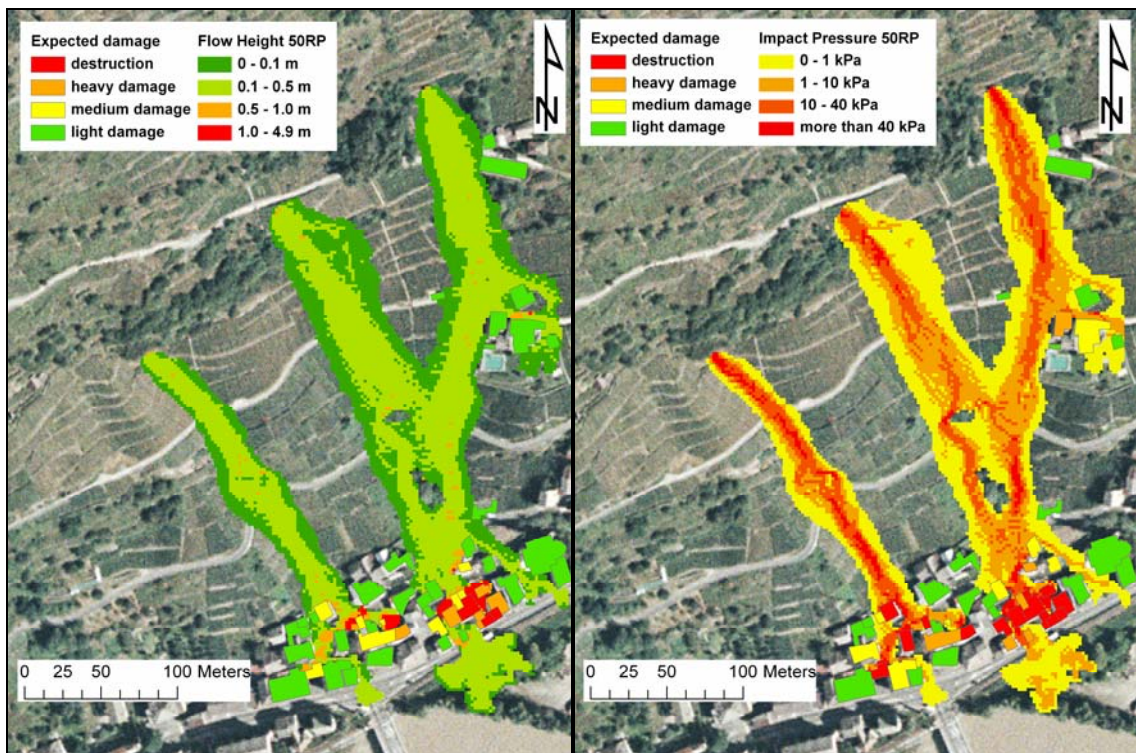 Expected damage Flow Height 50RP
destruction 0 - 0.1 m
heavy damage 0.1 - 0.5 m
medium damage 0.5 - 1.0 m
light damage 1.0 - 4.9 m
N
0 25 50 100 Meters
Expected damage Impact Pressure 50RP
destruction 0 - 1 kPa
heavy damage 1 - 10 kPa
medium damage 10 - 40 kPa
light damage more than 40 kPa
N
0 25 50 100 Meters